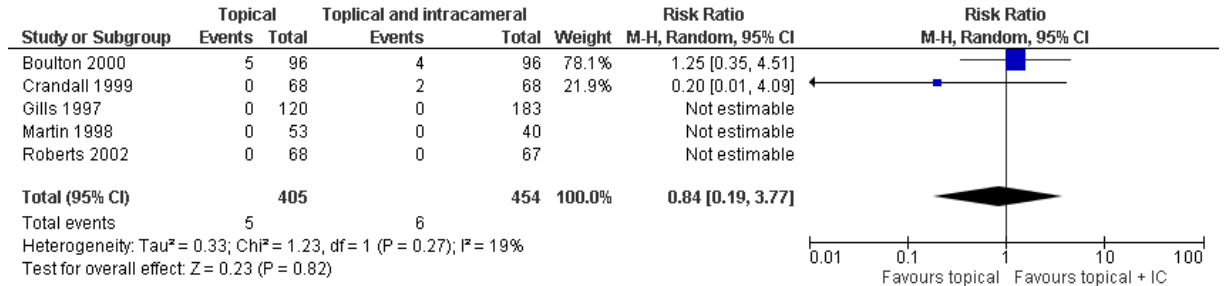 Topical Toplical and intracameral Risk Ratio Risk Ratio
Study or Subgroup Events Total Events Total Weight M-H, Random, 95% CI M-H, Random, 95% CI
Boulton 2000 5 96 4 96 78.1% 1.25 [0.35, 4.51]
Crandall 1999 0 68 2 68 21.9% 0.20 [0.01, 4.09]
Gills 1997 0 120 0 183 Not estimable
Martin 1998 0 53 0 40 Not estimable
Roberts 2002 0 68 0 67 Not estimable
Total (95% CI) 405 454 100.0% 0.84 [0.19, 3.77]
Total events 5 6
Heterogeneity: Tau² = 0.33; Chi² = 1.23, df = 1 (P = 0.27); I² = 19%
Test for overall effect: Z = 0.23 (P = 0.82)
0.01 0.1 1 10 100
Favours topical Favours topical + IC